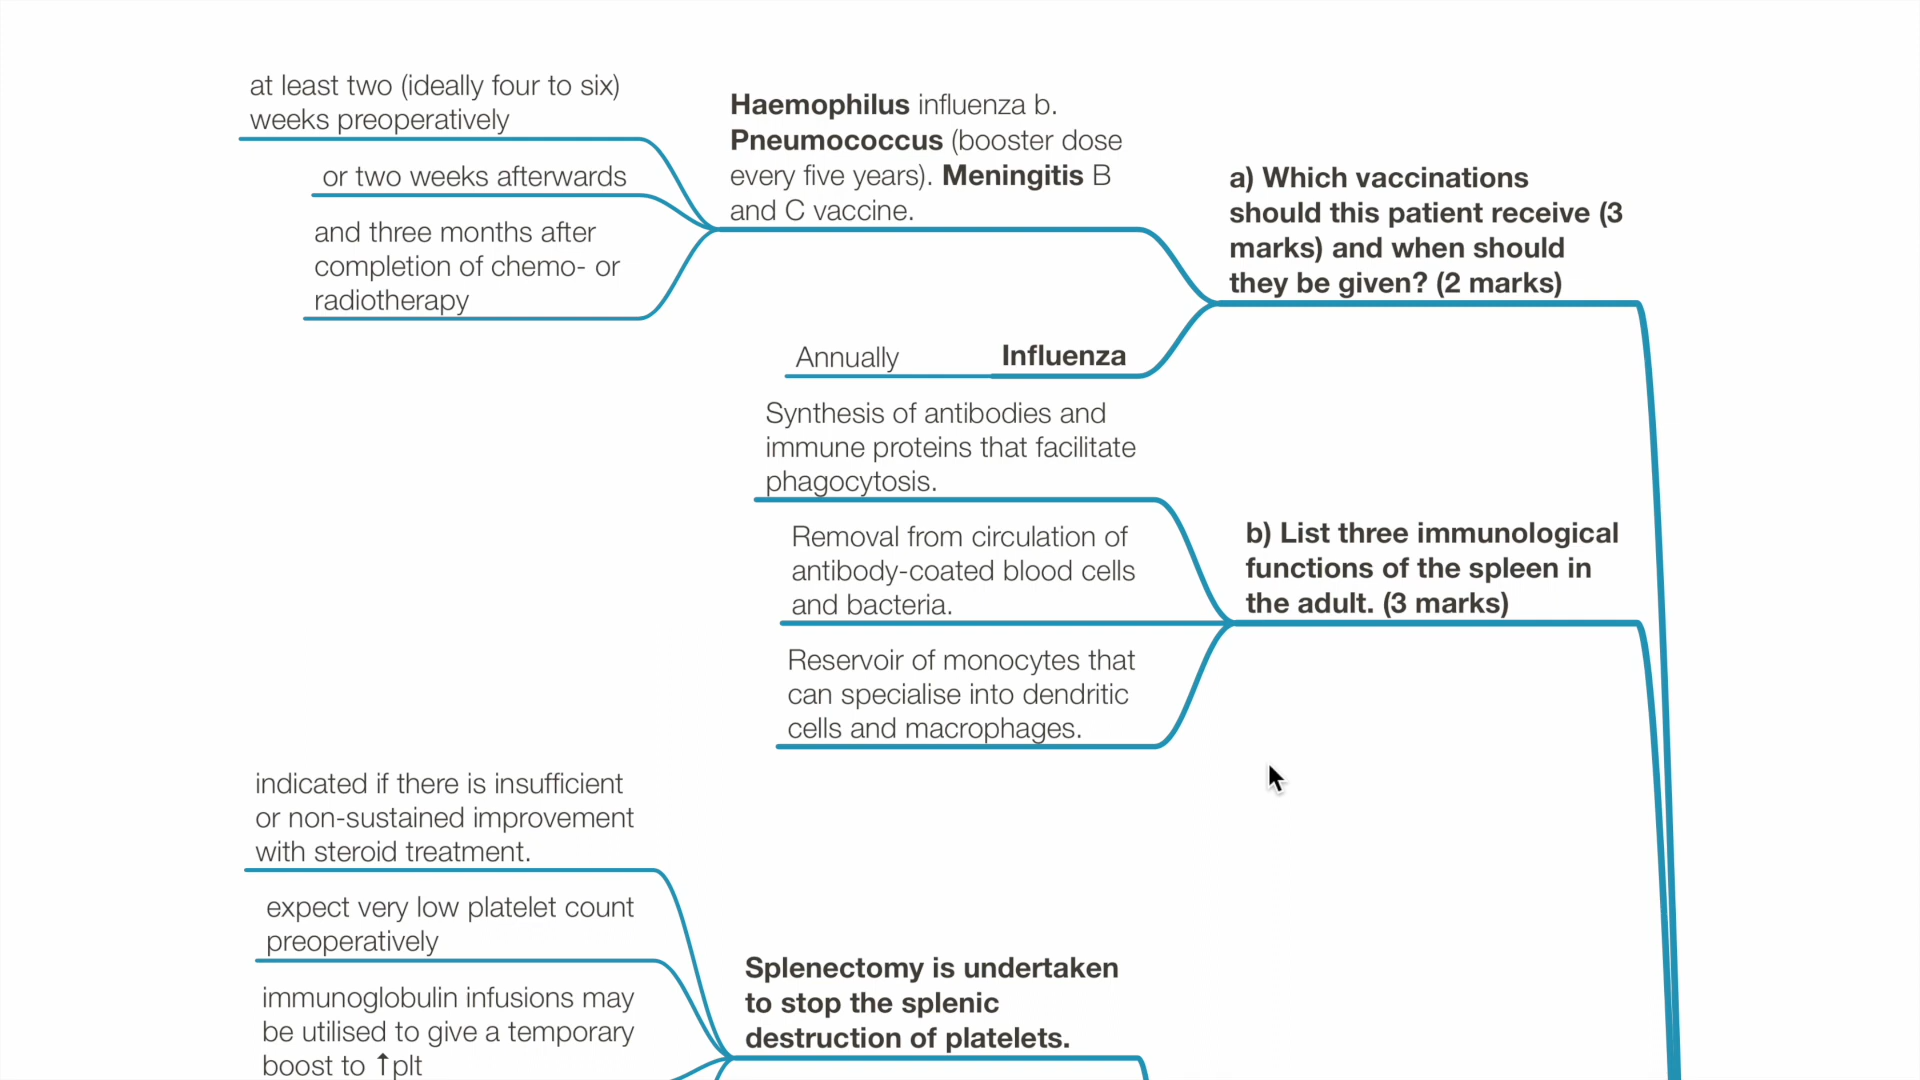 at least two (ideally four to six)
weeks preoperatively
or two weeks afterwards
and three months after
completion of chemo- or
radiotherapy
Haemophilus influenza b.
Pneumococcus (booster dose
every five years). Meningitis B
and C vaccine.
a) Which vaccinations
should this patient receive (3
marks) and when should
they be given? (2 marks)
Annually
Influenza
Synthesis of antibodies and
immune proteins that facilitate
phagocytosis.
Removal from circulation of
antibody-coated blood cells
and bacteria.
Reservoir of monocytes that
can specialise into dendritic
cells and macrophages.
b) List three immunological
functions of the spleen in
the adult. (3 marks)
indicated if there is insufficient
or non-sustained improvement
with steroid treatment.
expect very low platelet count
preoperatively
immunoglobulin infusions may
be utilised to give a temporary
boost to ↑plt
Splenectomy is undertaken
to stop the splenic
destruction of platelets.